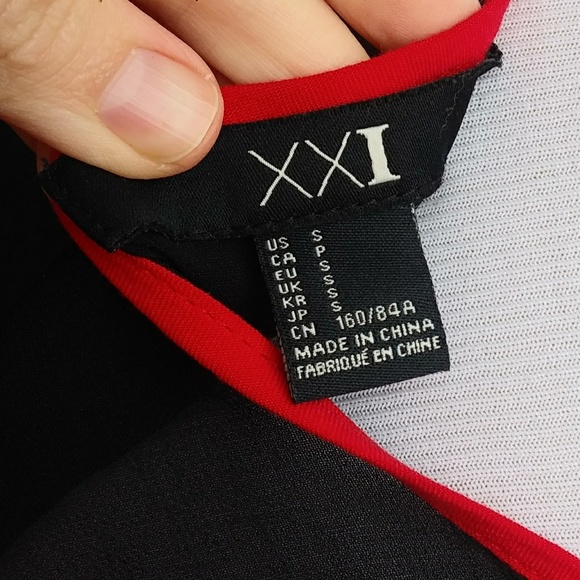 XXI
US S
CA P
EU S
UK S
KR S
JP S
CN 160/84A
MADE IN CHINA
FABRIQUÉ EN CHINE